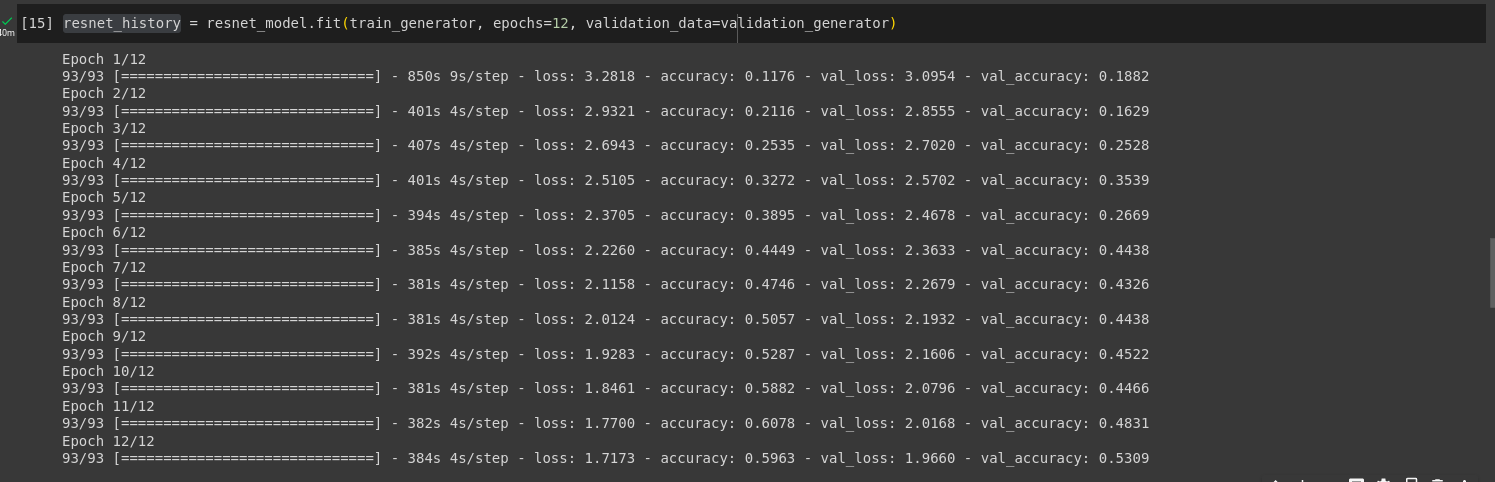 [15] resnet_history = resnet_model.fit(train_generator, epochs=12, validation_data=validation_generator)
Epoch 1/12
93/93 [==============================] - 850s 9s/step - loss: 3.2818 - accuracy: 0.1176 - val_loss: 3.0954 - val_accuracy: 0.1882
Epoch 2/12
93/93 [==============================] - 401s 4s/step - loss: 2.9321 - accuracy: 0.2116 - val_loss: 2.8555 - val_accuracy: 0.1629
Epoch 3/12
93/93 [==============================] - 407s 4s/step - loss: 2.6943 - accuracy: 0.2535 - val_loss: 2.7020 - val_accuracy: 0.2528
Epoch 4/12
93/93 [==============================] - 401s 4s/step - loss: 2.5105 - accuracy: 0.3272 - val_loss: 2.5702 - val_accuracy: 0.3539
Epoch 5/12
93/93 [==============================] - 394s 4s/step - loss: 2.3705 - accuracy: 0.3895 - val_loss: 2.4678 - val_accuracy: 0.2669
Epoch 6/12
93/93 [==============================] - 385s 4s/step - loss: 2.2260 - accuracy: 0.4449 - val_loss: 2.3633 - val_accuracy: 0.4438
Epoch 7/12
93/93 [==============================] - 381s 4s/step - loss: 2.1158 - accuracy: 0.4746 - val_loss: 2.2679 - val_accuracy: 0.4326
Epoch 8/12
93/93 [==============================] - 381s 4s/step - loss: 2.0124 - accuracy: 0.5057 - val_loss: 2.1932 - val_accuracy: 0.4438
Epoch 9/12
93/93 [==============================] - 392s 4s/step - loss: 1.9283 - accuracy: 0.5287 - val_loss: 2.1606 - val_accuracy: 0.4522
Epoch 10/12
93/93 [==============================] - 381s 4s/step - loss: 1.8461 - accuracy: 0.5882 - val_loss: 2.0796 - val_accuracy: 0.4466
Epoch 11/12
93/93 [==============================] - 382s 4s/step - loss: 1.7700 - accuracy: 0.6078 - val_loss: 2.0168 - val_accuracy: 0.4831
Epoch 12/12
93/93 [==============================] - 384s 4s/step - loss: 1.7173 - accuracy: 0.5963 - val_loss: 1.9660 - val_accuracy: 0.5309